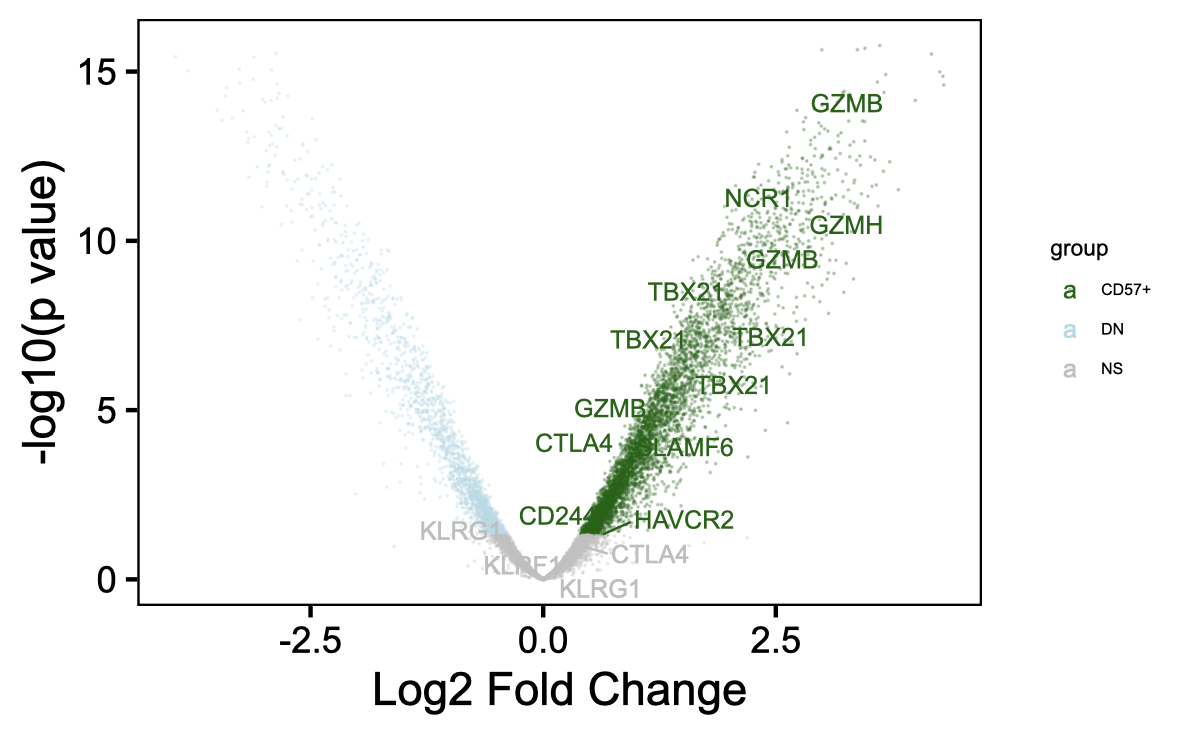 15
10
5
0
-log10(p value)
GZMB
NCR1
GZMH
GZMB
TBX21
TBX21
TBX21
TBX21
GZMB
CTLA4
SLAMF6
CD244
HAVCR2
KLRG1
CTLA4
KLRF1
KLRG1
-2.5 0.0 2.5
Log2 Fold Change
group
a CD57+
a DN
a NS